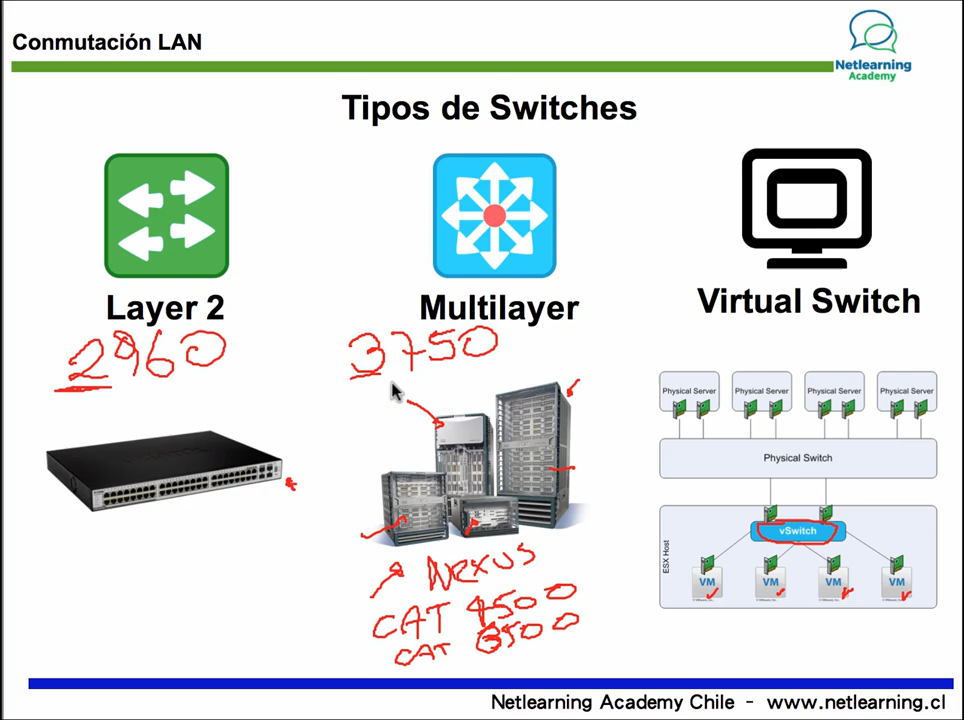 Conmutación LAN
Netlearning
Academy
Tipos de Switches
Layer 2
Multilayer
Virtual Switch
2960
3750
Physical Server
Physical Server
Physical Server
Physical Server
Physical Switch
vSwitch
ESX Host
VM
VM
VM
VM
Nexus
CAT 4500
CAT 6500
Netlearning Academy Chile - www.netlearning.cl